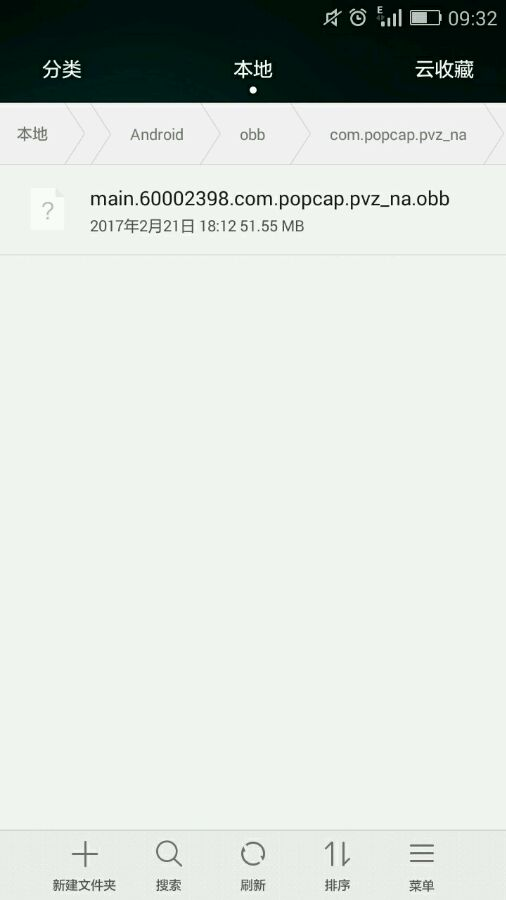 E 09:32
分类 本地 云收藏
本地 Android obb com.popcap.pvz_na
?
main.60002398.com.popcap.pvz_na.obb
2017年2月21日 18:12 51.55 MB
新建文件夹 搜索 刷新 排序 菜单